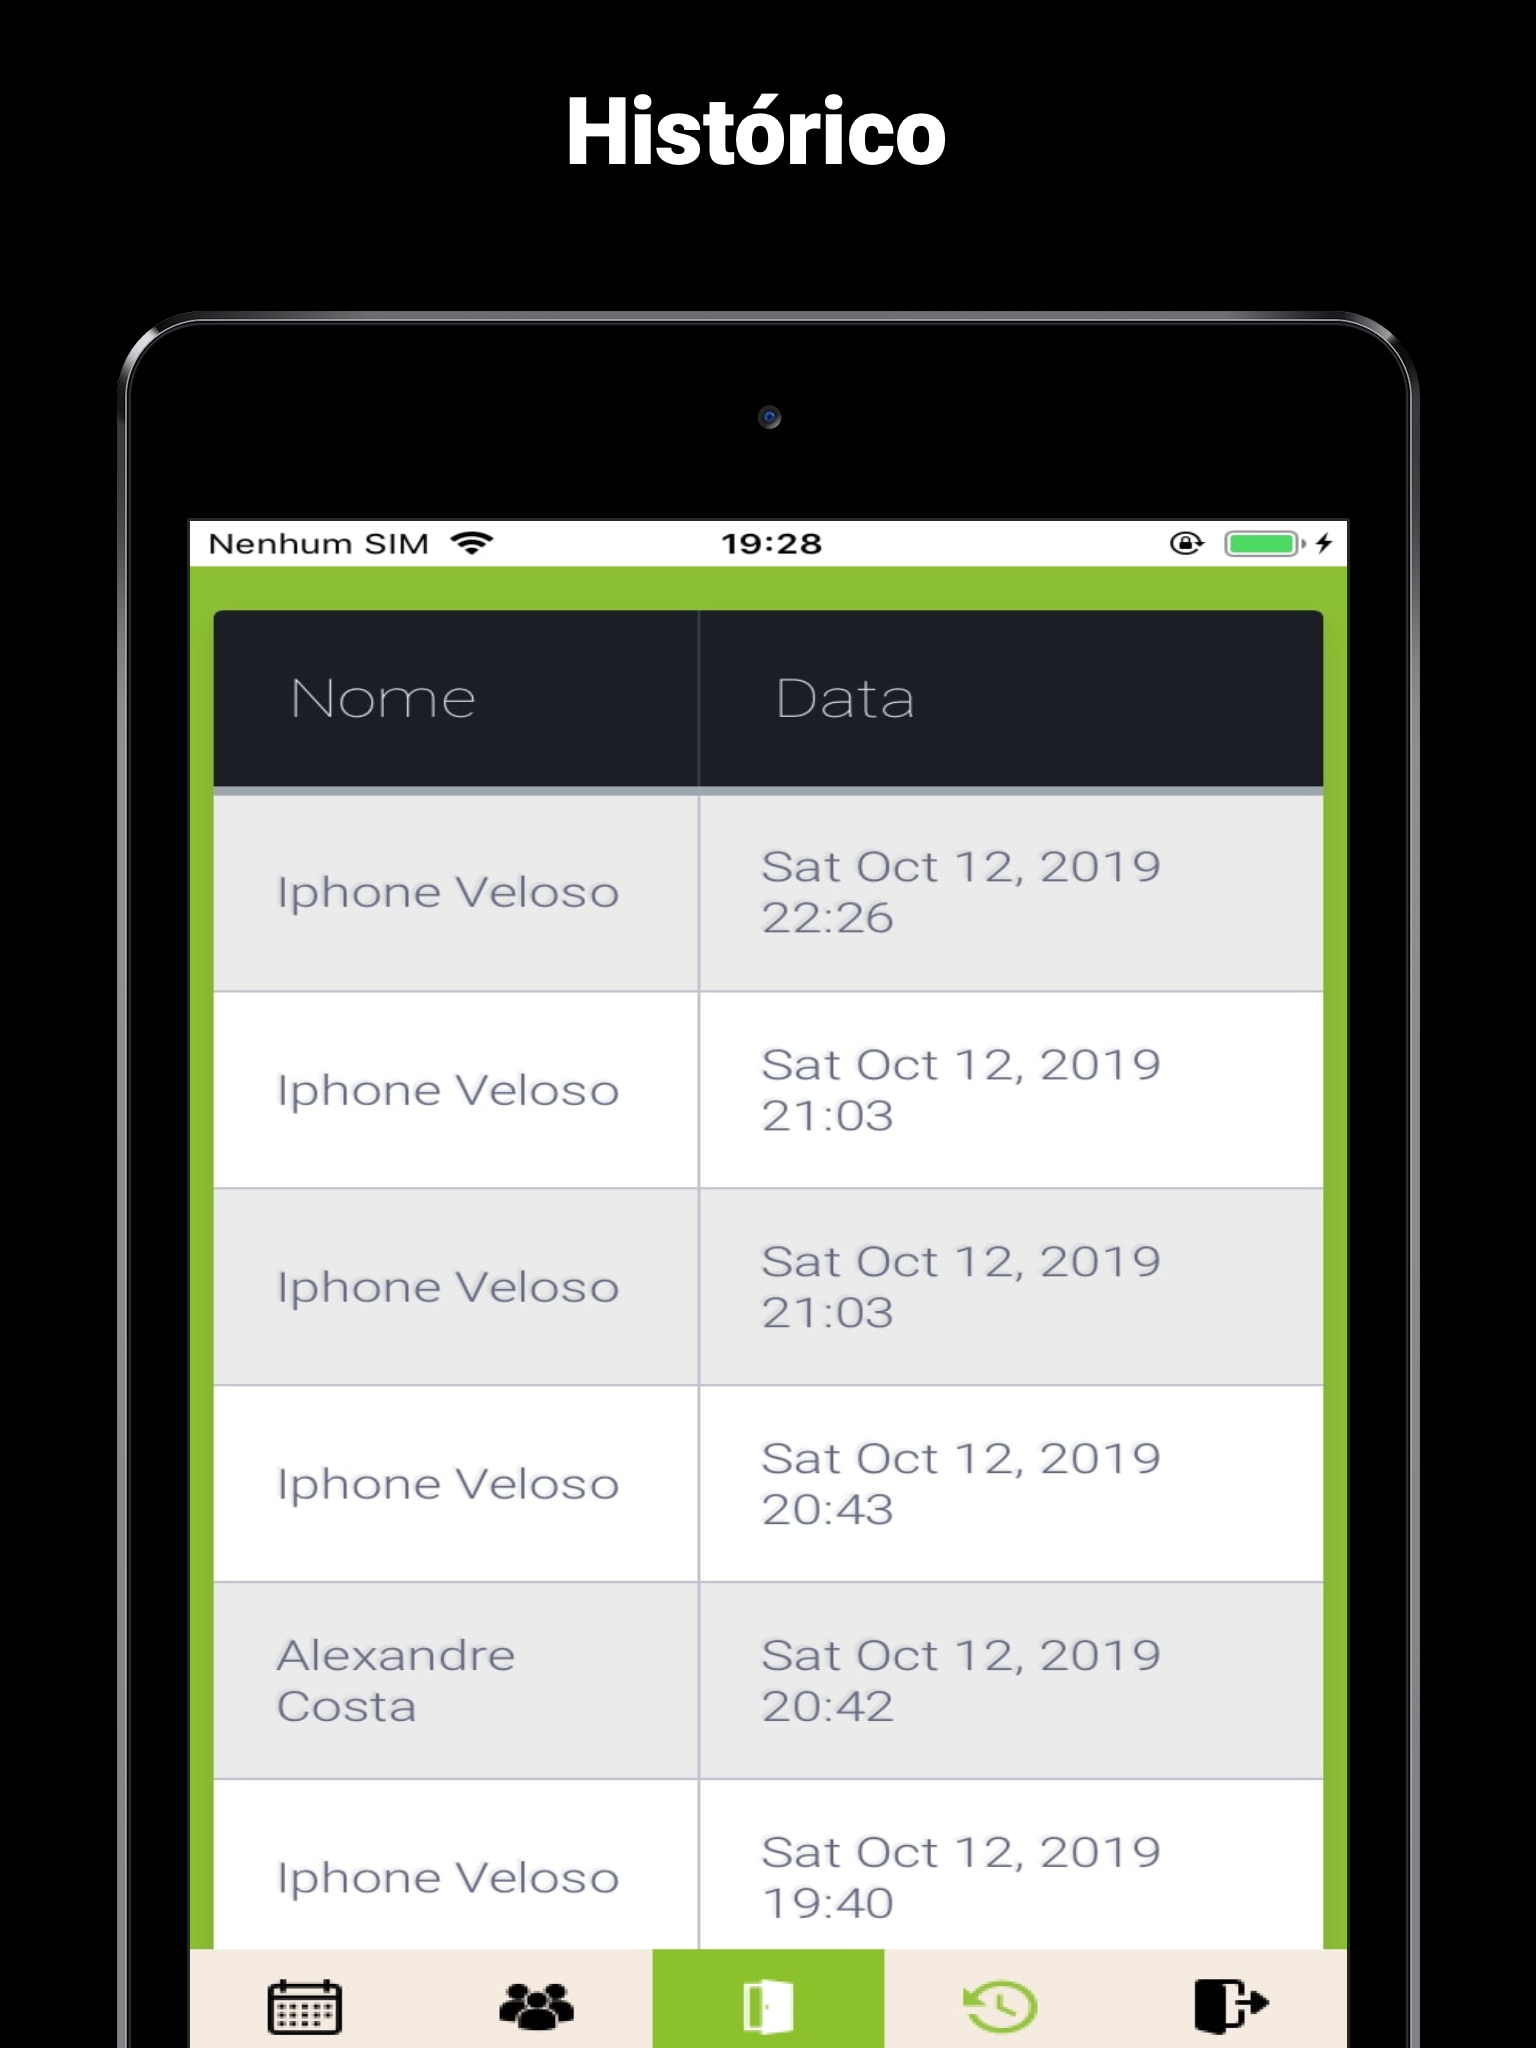 Histórico
Nenhum SIM 19:28
Nome Data
Iphone Veloso Sat Oct 12, 2019
22:26
Iphone Veloso Sat Oct 12, 2019
21:03
Iphone Veloso Sat Oct 12, 2019
21:03
Iphone Veloso Sat Oct 12, 2019
20:43
Alexandre Sat Oct 12, 2019
Costa 20:42
Iphone Veloso Sat Oct 12, 2019
19:40